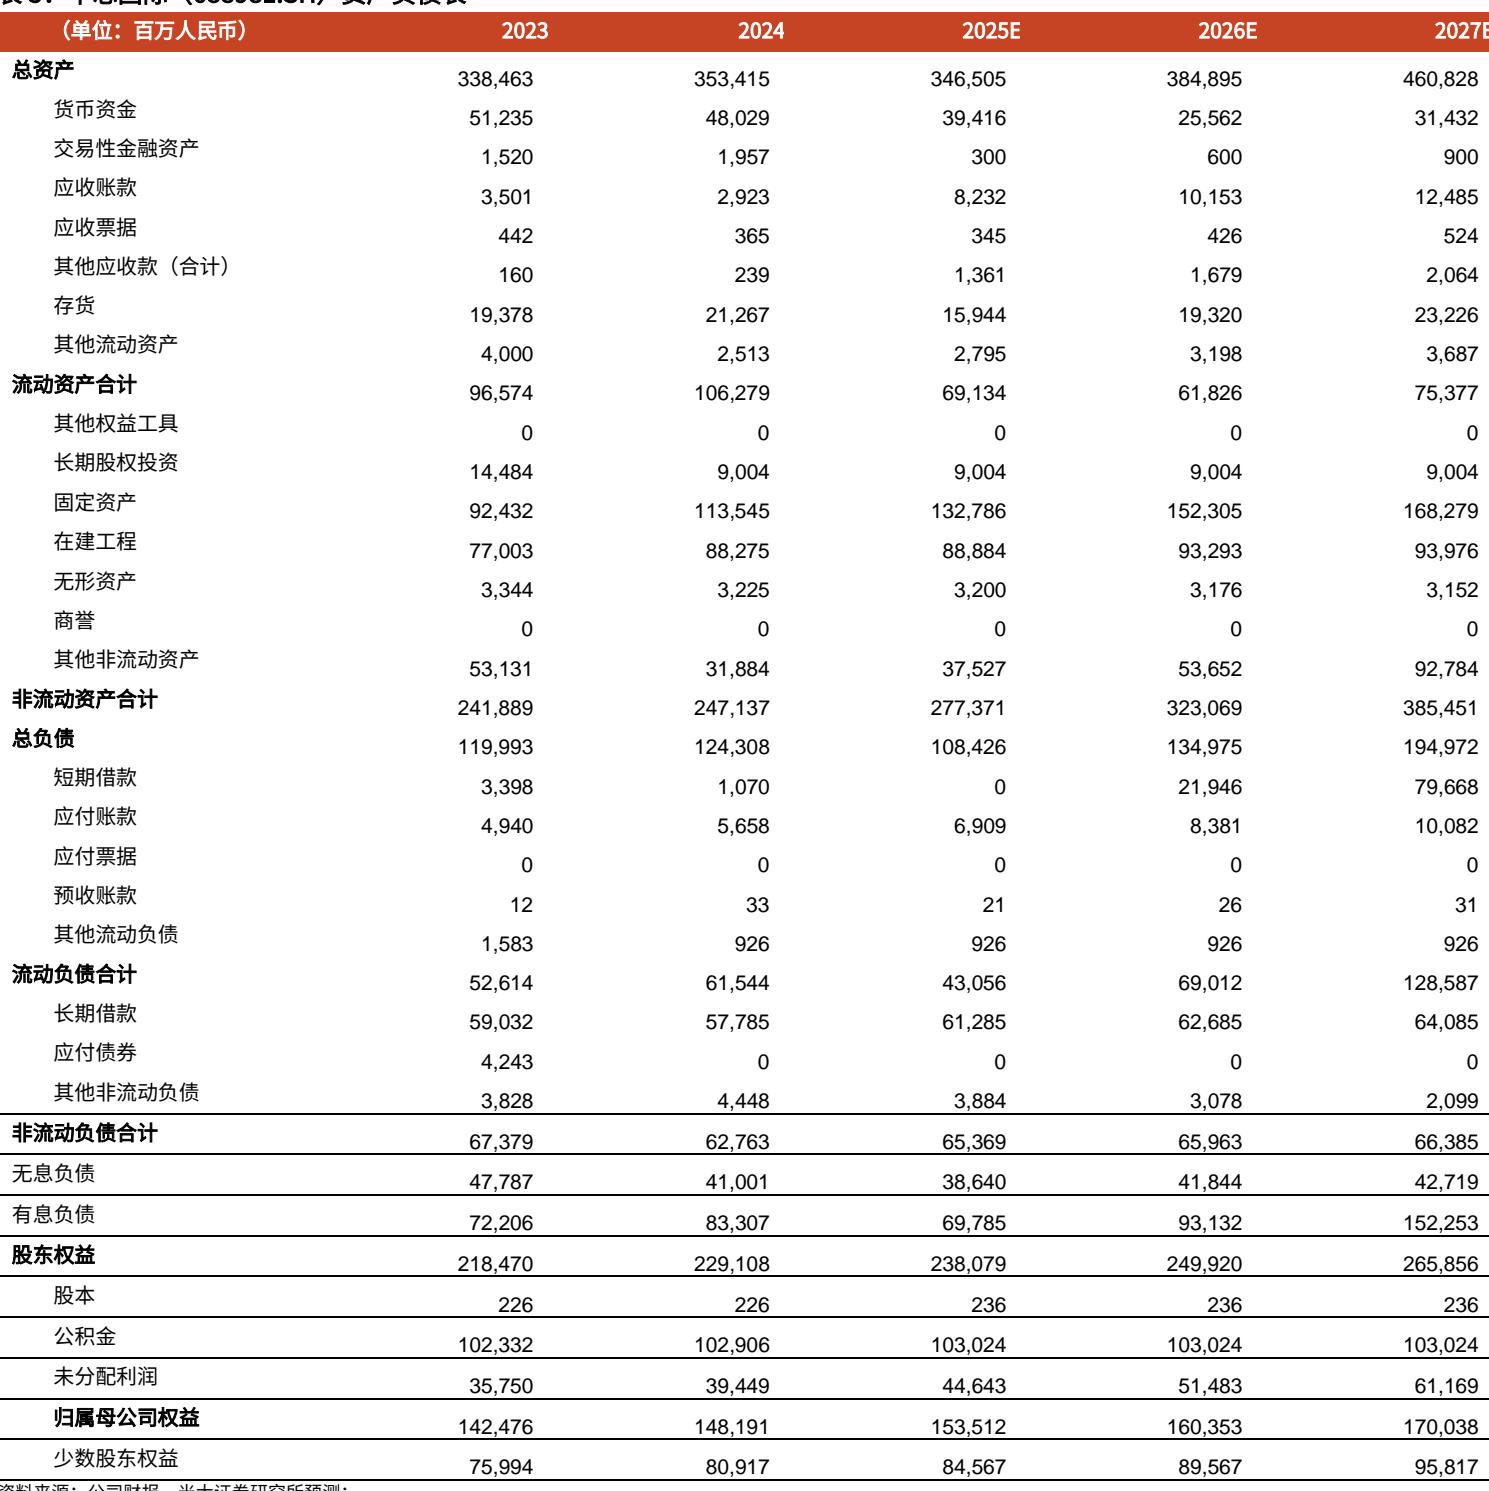 （单位：百万人民币） 2023 2024 2025E 2026E 2027E
总资产 338,463 353,415 346,505 384,895 460,828
货币资金 51,235 48,029 39,416 25,562 31,432
交易性金融资产 1,520 1,957 300 600 900
应收账款 3,501 2,923 8,232 10,153 12,485
应收票据 442 365 345 426 524
其他应收款（合计） 160 239 1,361 1,679 2,064
存货 19,378 21,267 15,944 19,320 23,226
其他流动资产 4,000 2,513 2,795 3,198 3,687
流动资产合计 96,574 106,279 69,134 61,826 75,377
其他权益工具 0 0 0 0 0
长期股权投资 14,484 9,004 9,004 9,004 9,004
固定资产 92,432 113,545 132,786 152,305 168,279
在建工程 77,003 88,275 88,884 93,293 93,976
无形资产 3,344 3,225 3,200 3,176 3,152
商誉 0 0 0 0 0
其他非流动资产 53,131 31,884 37,527 53,652 92,784
非流动资产合计 241,889 247,137 277,371 323,069 385,451
总负债 119,993 124,308 108,426 134,975 194,972
短期借款 3,398 1,070 0 21,946 79,668
应付账款 4,940 5,658 6,909 8,381 10,082
应付票据 0 0 0 0 0
预收账款 12 33 21 26 31
其他流动负债 1,583 926 926 926 926
流动负债合计 52,614 61,544 43,056 69,012 128,587
长期借款 59,032 57,785 61,285 62,685 64,085
应付债券 4,243 0 0 0 0
其他非流动负债 3,828 4,448 3,884 3,078 2,099
非流动负债合计 67,379 62,763 65,369 65,963 66,385
无息负债 47,787 41,001 38,640 41,844 42,719
有息负债 72,206 83,307 69,785 93,132 152,253
股东权益 218,470 229,108 238,079 249,920 265,856
股本 226 226 236 236 236
公积金 102,332 102,906 103,024 103,024 103,024
未分配利润 35,750 39,449 44,643 51,483 61,169
归属母公司权益 142,476 148,191 153,512 160,353 170,038
少数股东权益 75,994 80,917 84,567 89,567 95,817
资料来源：公司财报，光大证券研究所预测；